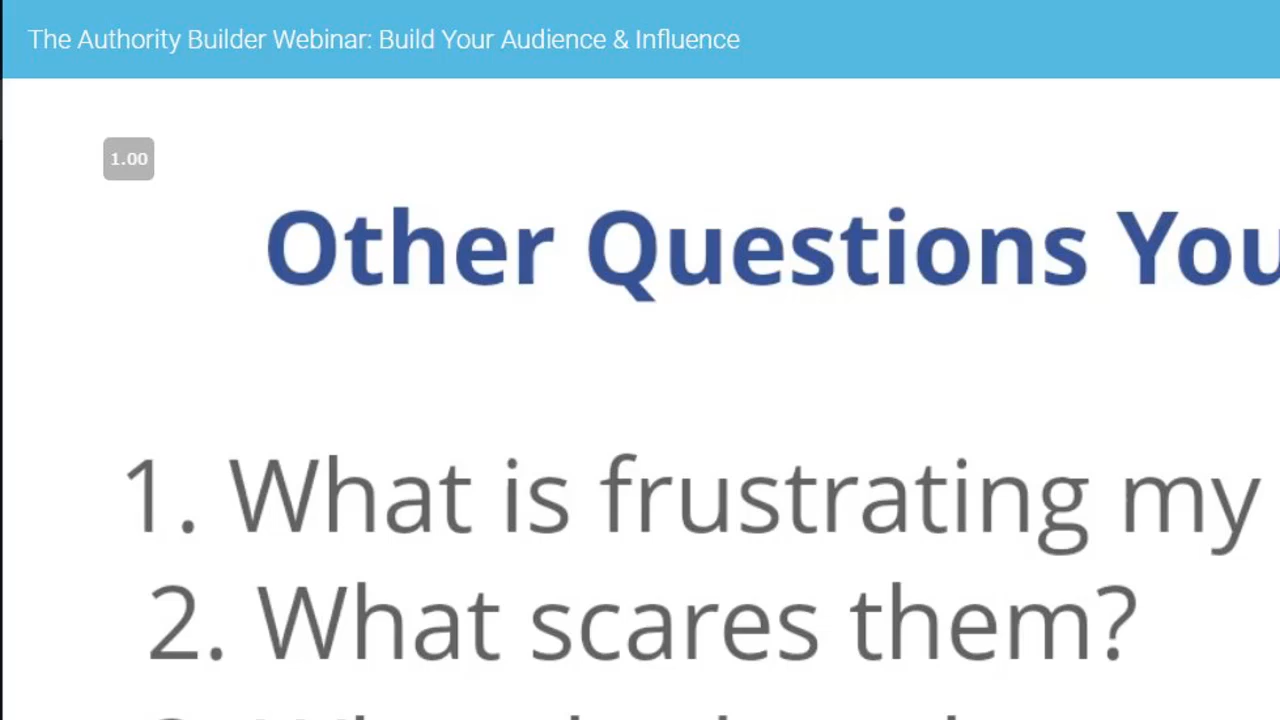 The Authority Builder Webinar: Build Your Audience & Influence
1.00
Other Questions You
1. What is frustrating my
2. What scares them?